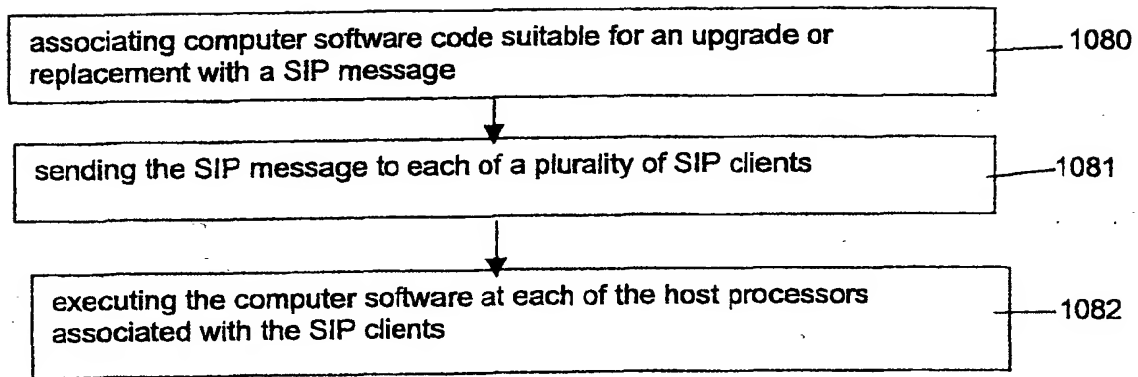 associating computer software code suitable for an upgrade or
replacement with a SIP message
1080
sending the SIP message to each of a plurality of SIP clients
1081
executing the computer software at each of the host processors
associated with the SIP clients
1082